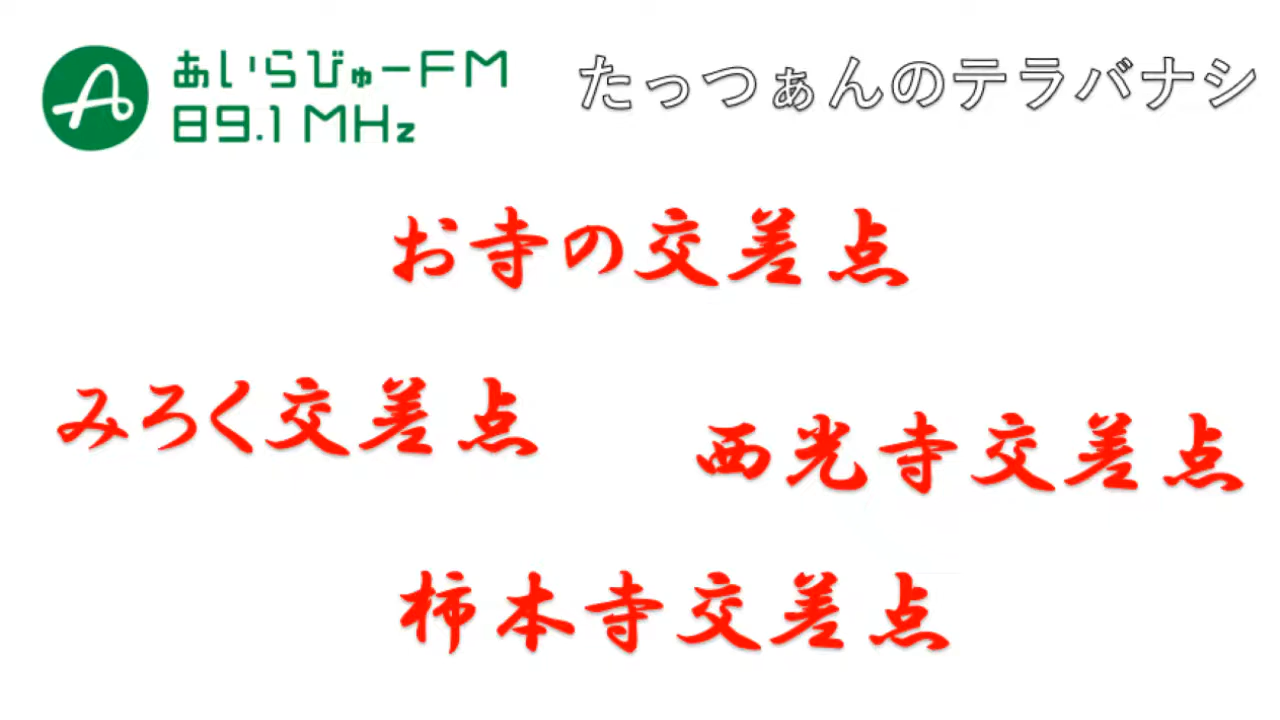 あいらびゅーFM
89.1MHz
たっつぁんのテラバナシ
お寺の交差点
みろく交差点
西光寺交差点
柿本寺交差点